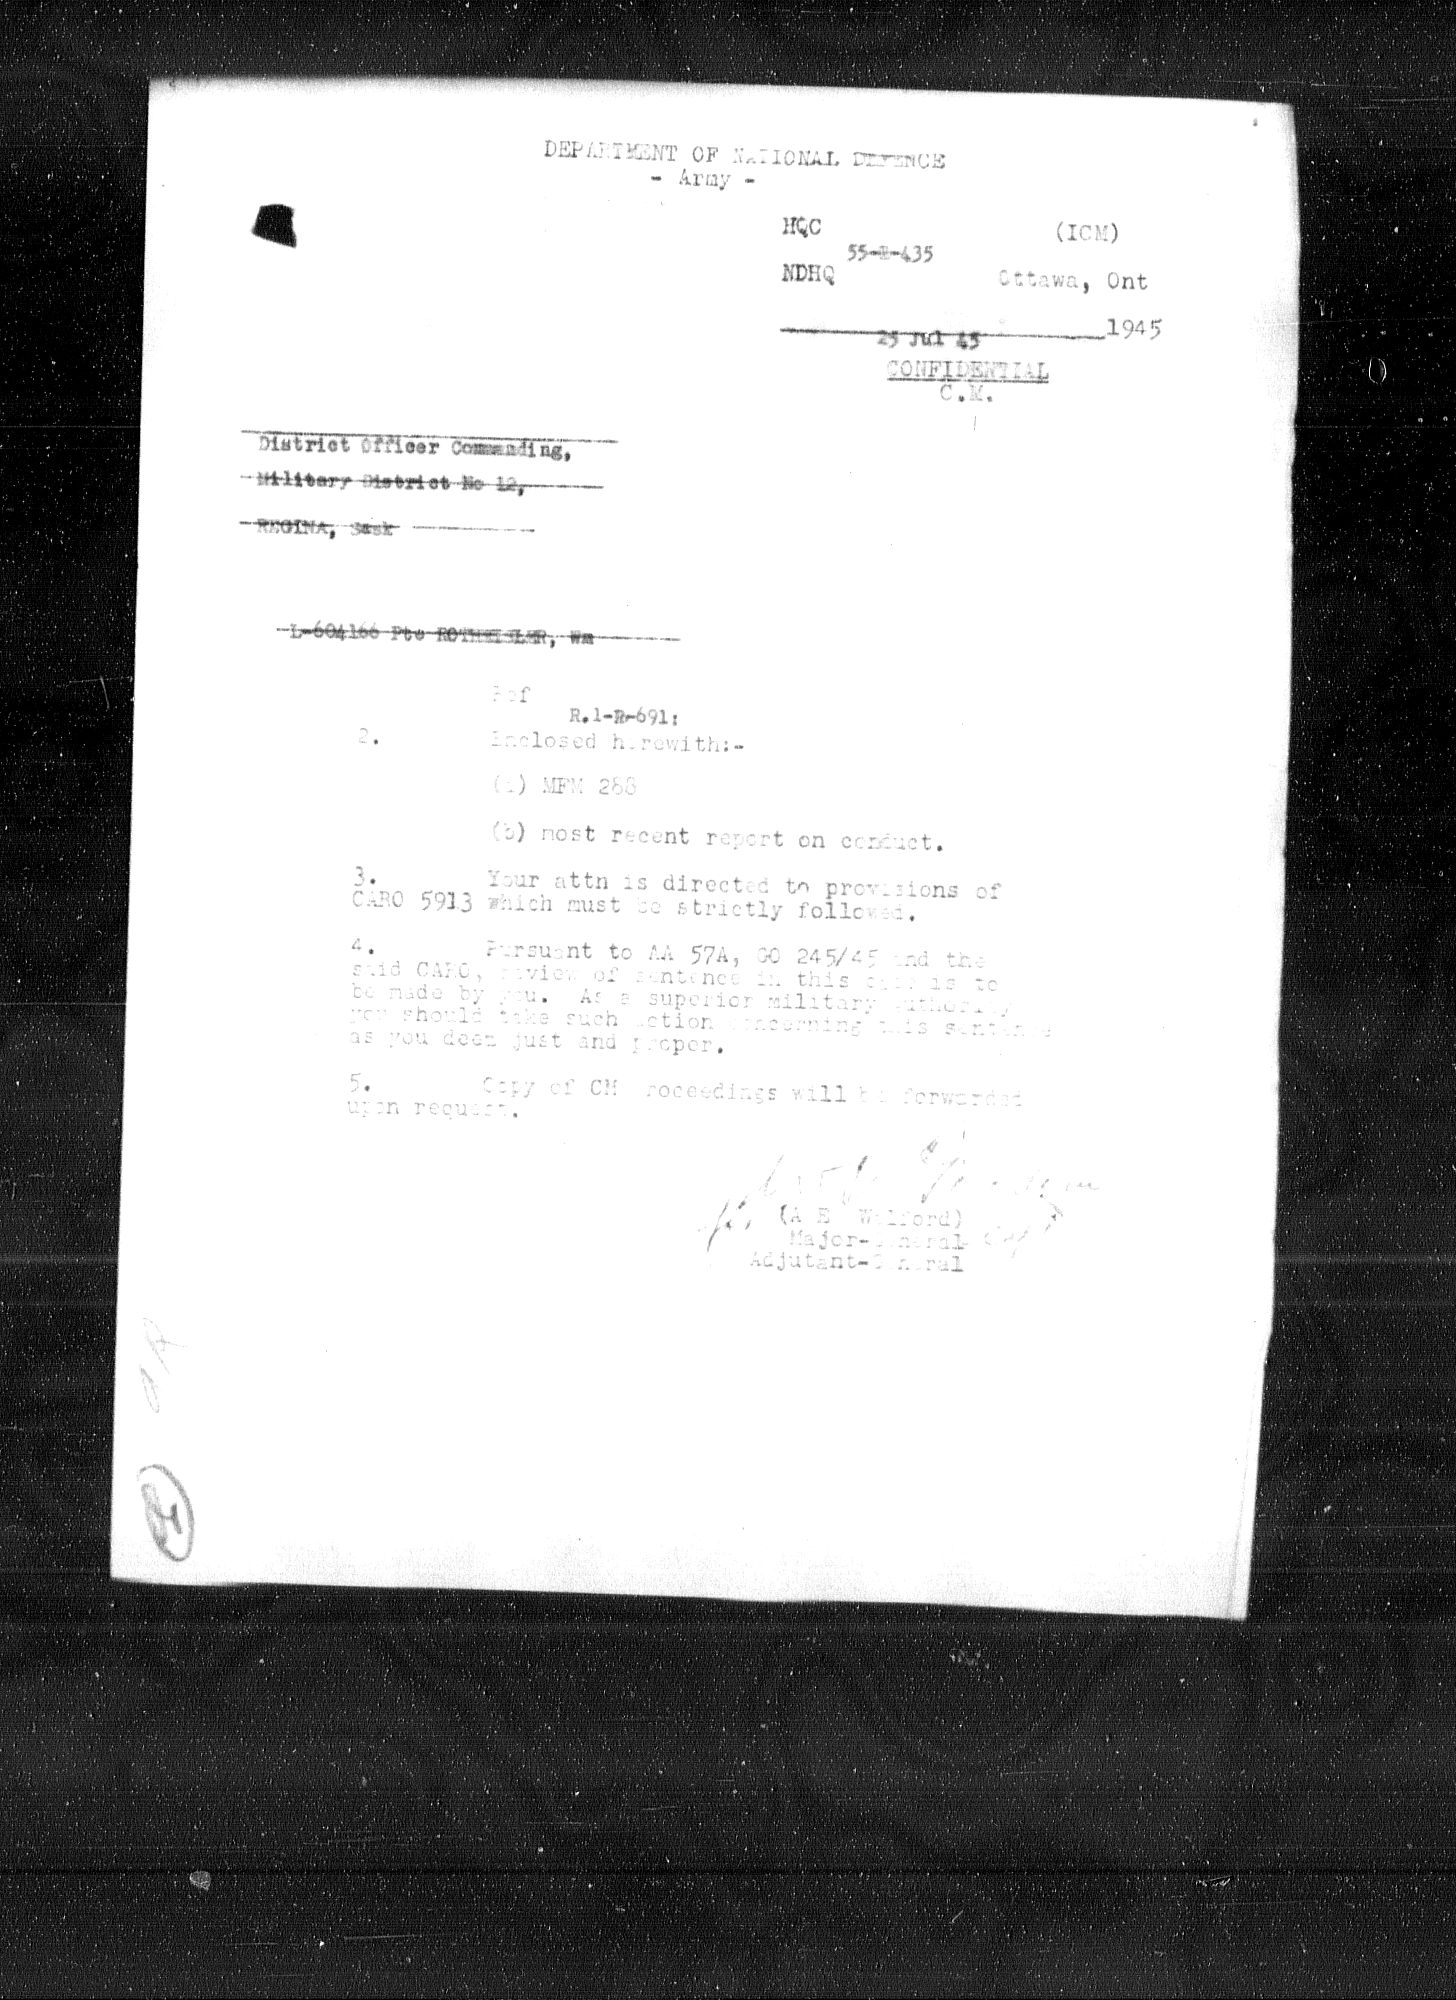 DEPARTMENT OF NATIONAL DEFENCE
- Army -
HQC (ICM)
55-R-435
NDHQ Ottawa, Ont
25 Jul 45 1945
CONFIDENTIAL
C.M.
District Officer Commanding,
Military District No 12,
REGINA, Sask
L-604166 Pte ROTHEISLER, Wm
Ref
R.1-R-691:
2. Enclosed herewith:-
(a) MFM 288
(b) most recent report on conduct.
3. Your attn is directed to provisions of
CARO 5913 which must be strictly followed.
4. Pursuant to AA 57A, GO 245/45 and the
said CARO, review of sentence in this case is to
be made by you. As a superior military authority
you should take such action concerning this sentence
as you deem just and proper.
5. Copy of CM proceedings will be forwarded
upon request.
(A E Walford)
Major-General
Adjutant-General